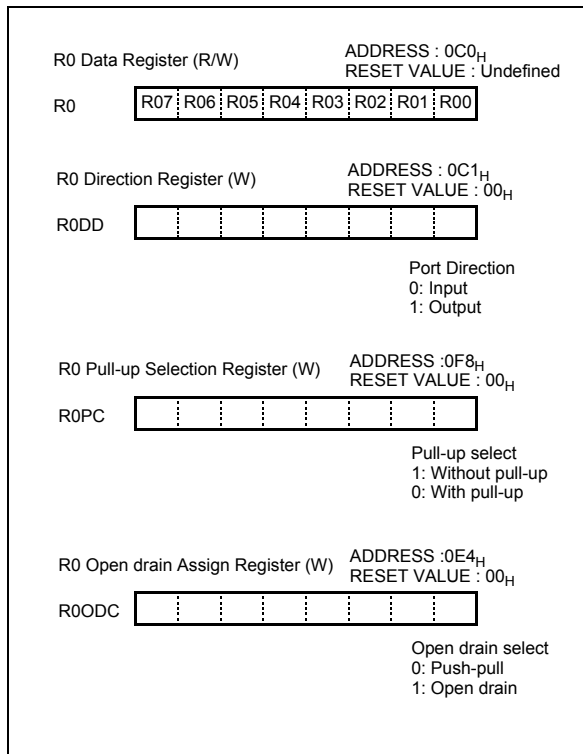 R0 Data Register (R/W)
ADDRESS : 0C0H
RESET VALUE : Undefined
R0
R07 R06 R05 R04 R03 R02 R01 R00
R0 Direction Register (W)
ADDRESS : 0C1H
RESET VALUE : 00H
R0DD
Port Direction
0: Input
1: Output
R0 Pull-up Selection Register (W)
ADDRESS :0F8H
RESET VALUE : 00H
R0PC
Pull-up select
1: Without pull-up
0: With pull-up
R0 Open drain Assign Register (W)
ADDRESS :0E4H
RESET VALUE : 00H
R0ODC
Open drain select
0: Push-pull
1: Open drain